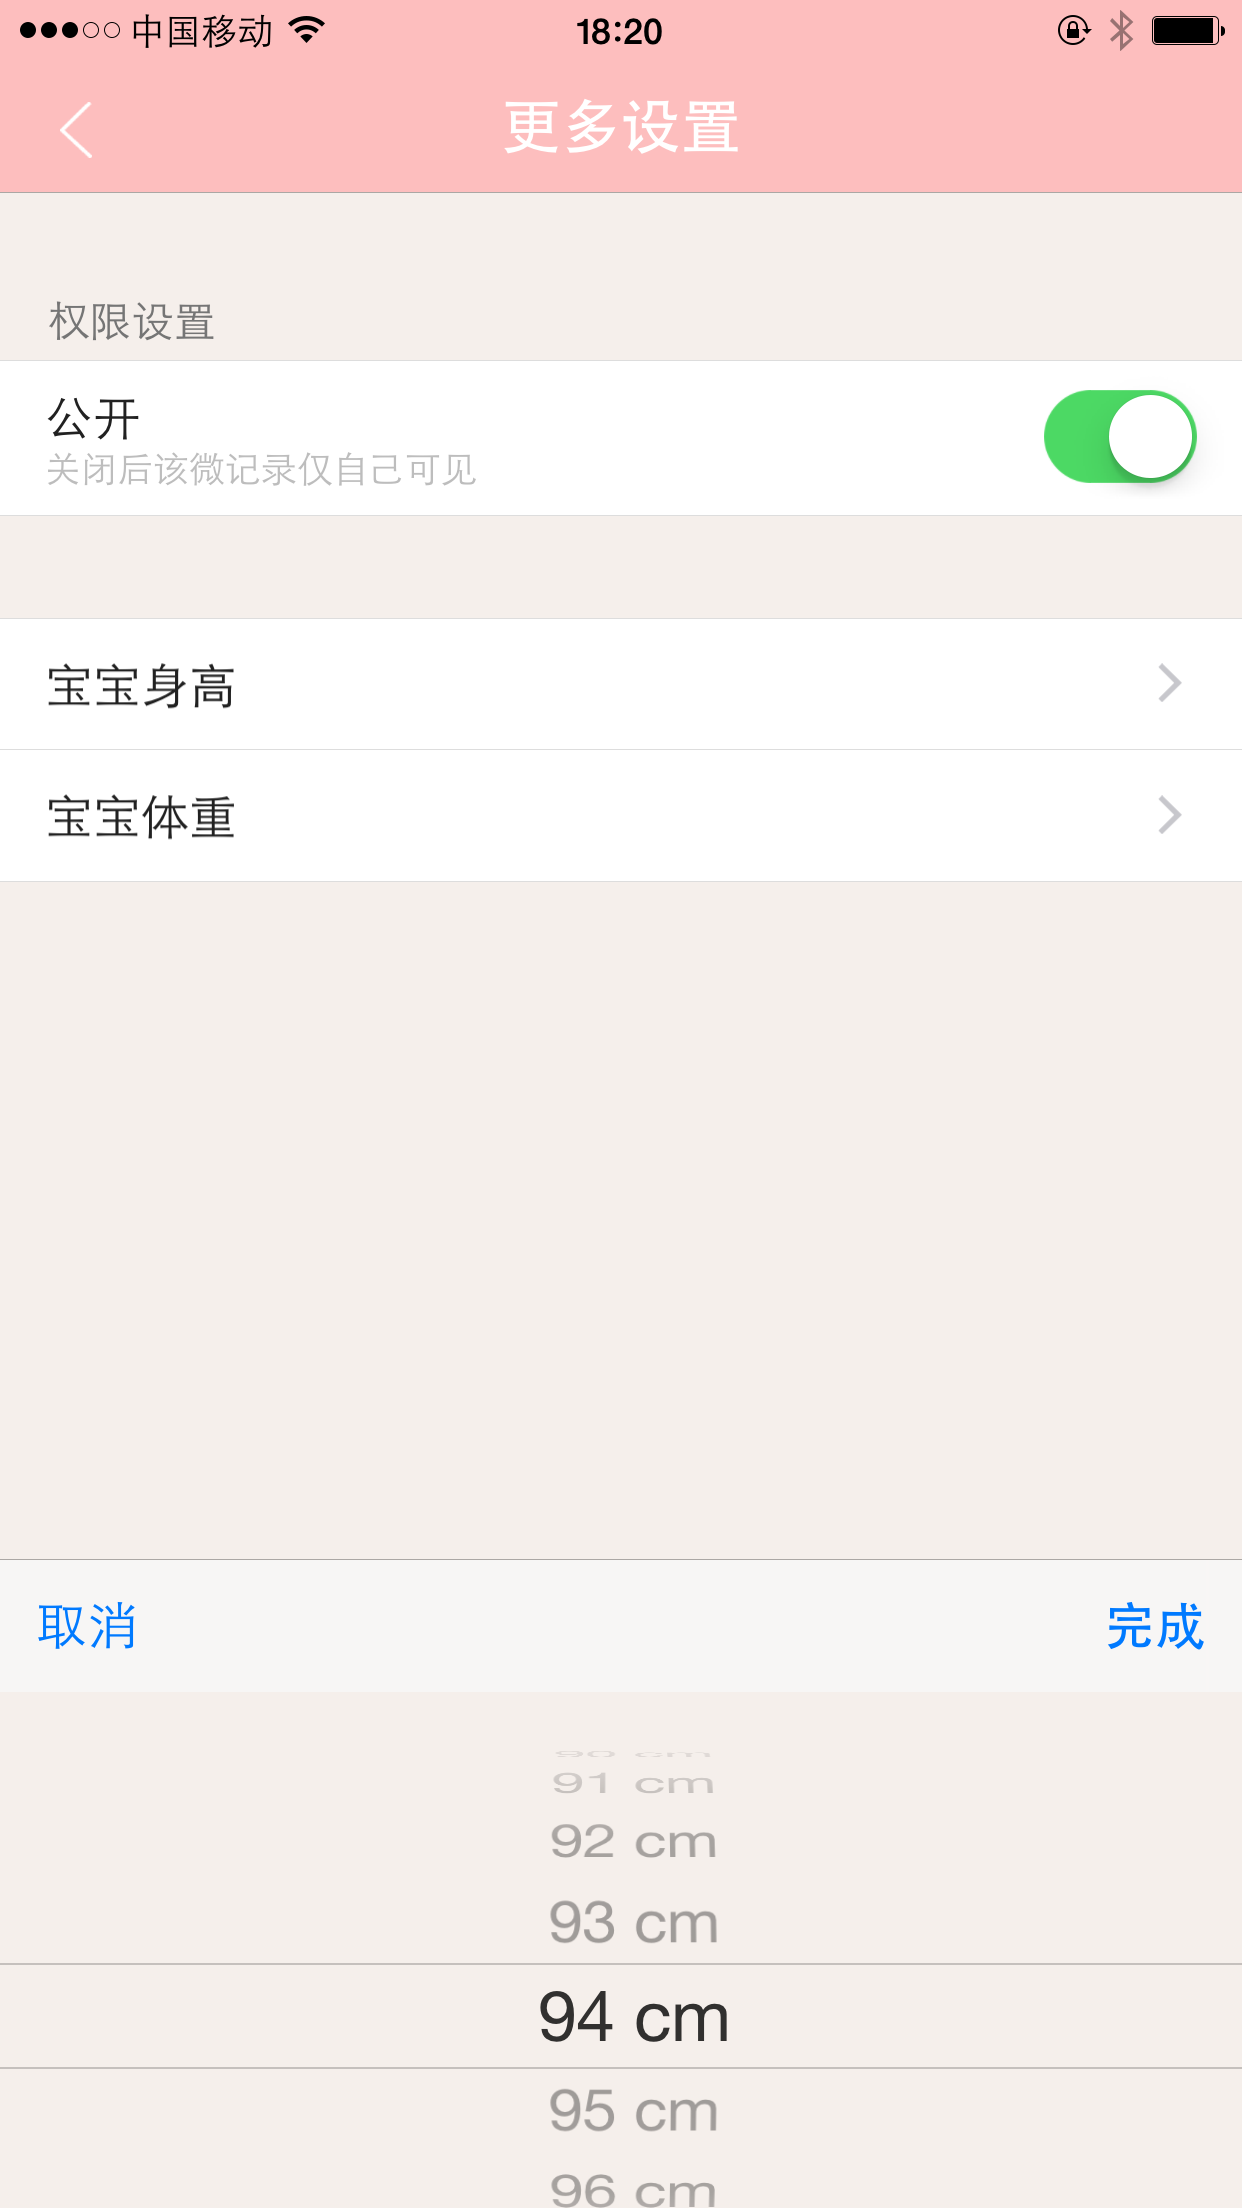 中国移动
18:20
更多设置
权限设置
公开
关闭后该微记录仅自己可见
宝宝身高
宝宝体重
取消
完成
90 cm
91 cm
92 cm
93 cm
94 cm
95 cm
96 cm